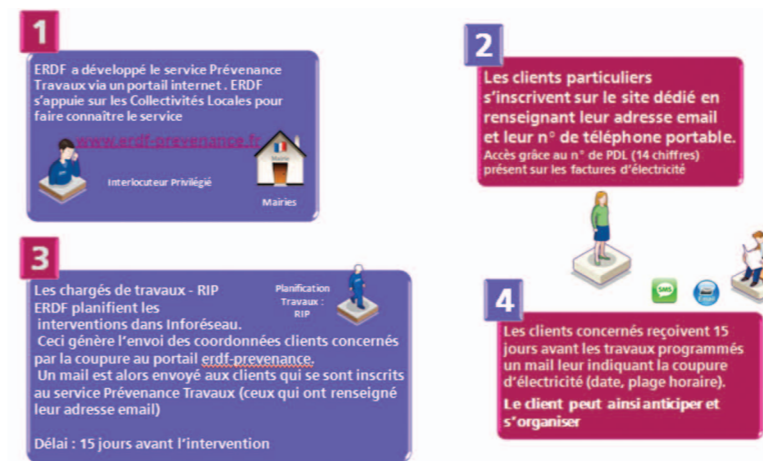 1
ERDF a développé le service Prévenance
Travaux via un portail internet . ERDF
s'appuie sur les Collectivités Locales pour
faire connaître le service
www.erdf-prevenance.fr
Mairie
Interlocuteur Privilégié
Mairies
2
Les clients particuliers
s'inscrivent sur le site dédié en
renseignant leur adresse email
et leur n° de téléphone portable.
Accès grâce au n° de PDL (14 chiffres)
présent sur les factures d'électricité
3
Les chargés de travaux - RIP
ERDF planifient les
interventions dans Inforéseau.
Ceci génère l'envoi des coordonnées clients concernés
par la coupure au portail erdf-prevenance.
Un mail est alors envoyé aux clients qui se sont inscrits
au service Prévenance Travaux (ceux qui ont renseigné
leur adresse email)
Délai : 15 jours avant l'intervention
Planification
Travaux :
RIP
SMS
Email
4
Les clients concernés reçoivent 15
jours avant les travaux programmés
un mail leur indiquant la coupure
d'électricité (date, plage horaire).
Le client peut ainsi anticiper et
s'organiser